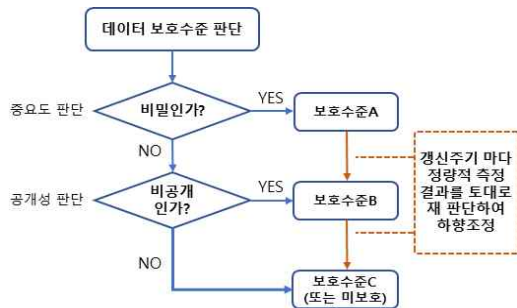 데이터 보호수준 판단
중요도 판단
비밀인가?
YES
보호수준A
NO
공개성 판단
비공개
인가?
YES
보호수준B
갱신주기 마다
정량적 측정
결과를 토대로
재 판단하여
하향조정
NO
보호수준C
(또는 미보호)